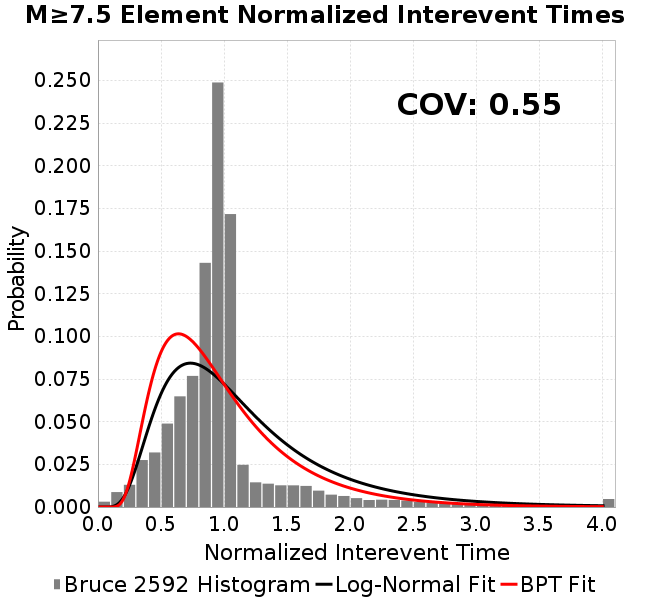 M≥7.5 Element Normalized Interevent Times
COV: 0.55
Probability
0.250
0.225
0.200
0.175
0.150
0.125
0.100
0.075
0.050
0.025
0.000
0.0 0.5 1.0 1.5 2.0 2.5 3.0 3.5 4.0
Normalized Interevent Time
Bruce 2592 Histogram Log-Normal Fit BPT Fit